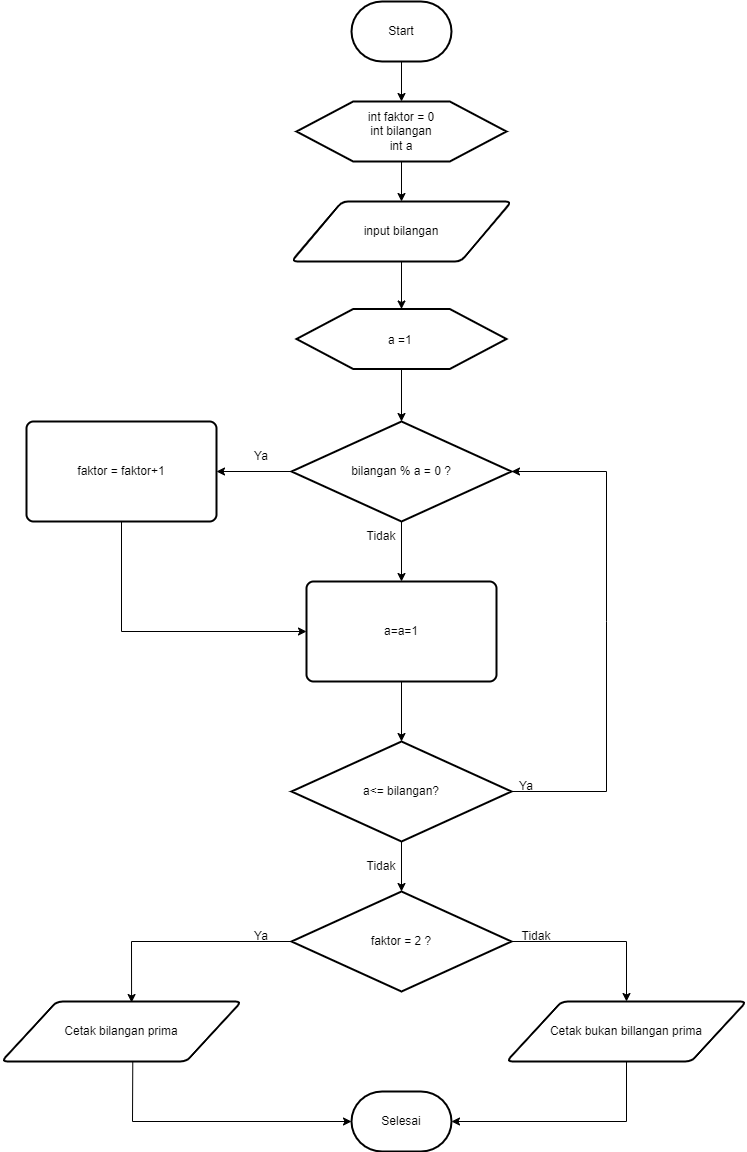 Start
int faktor = 0
int bilangan
int a
input bilangan
a =1
Ya
bilangan % a = 0 ?
faktor = faktor+1
Tidak
a=a=1
a<= bilangan?
Ya
Tidak
Ya
faktor = 2 ?
Tidak
Cetak bilangan prima
Cetak bukan billangan prima
Selesai